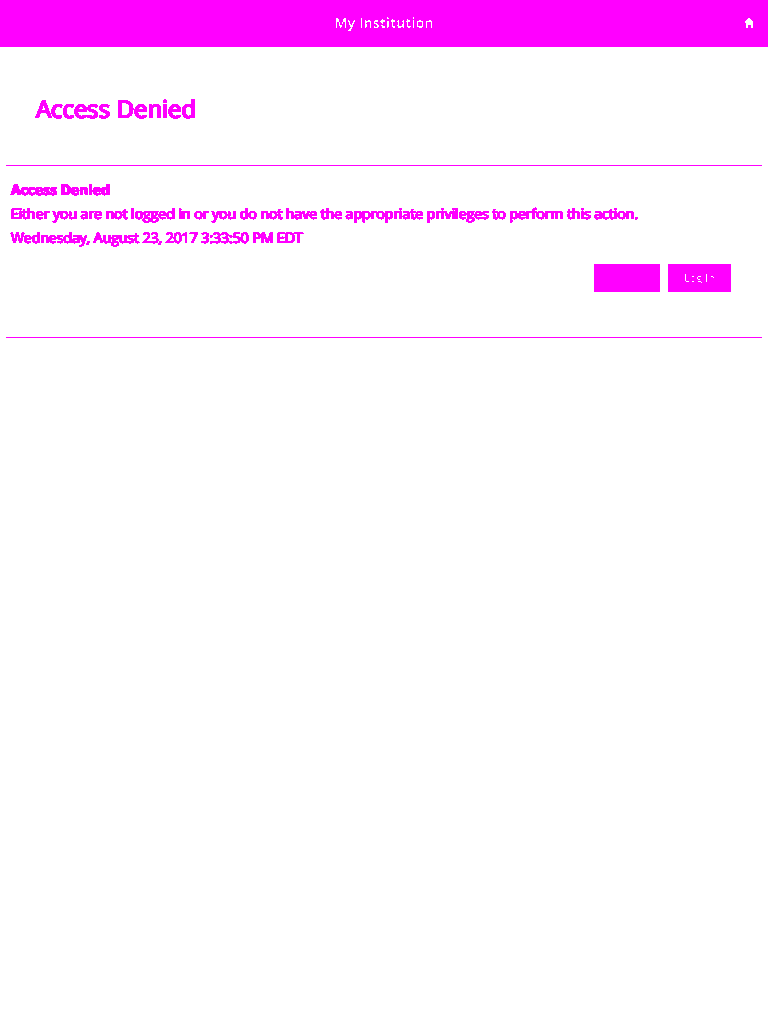 My Institution
Access Denied
Access Denied
Either you are not logged in or you do not have the appropriate privileges to perform this action.
Wednesday, August 23, 2017 3:33:50 PM EDT
Log In